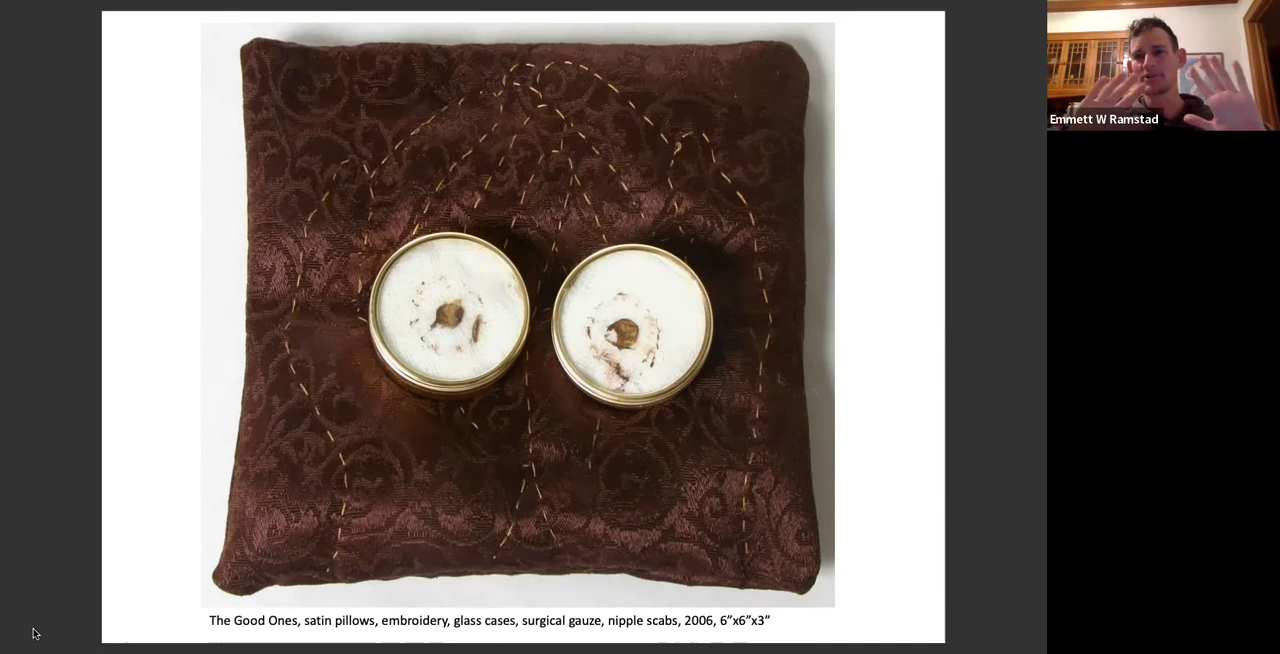 Emmett W Ramstad
The Good Ones, satin pillows, embroidery, glass cases, surgical gauze, nipple scabs, 2006, 6”x6”x3”